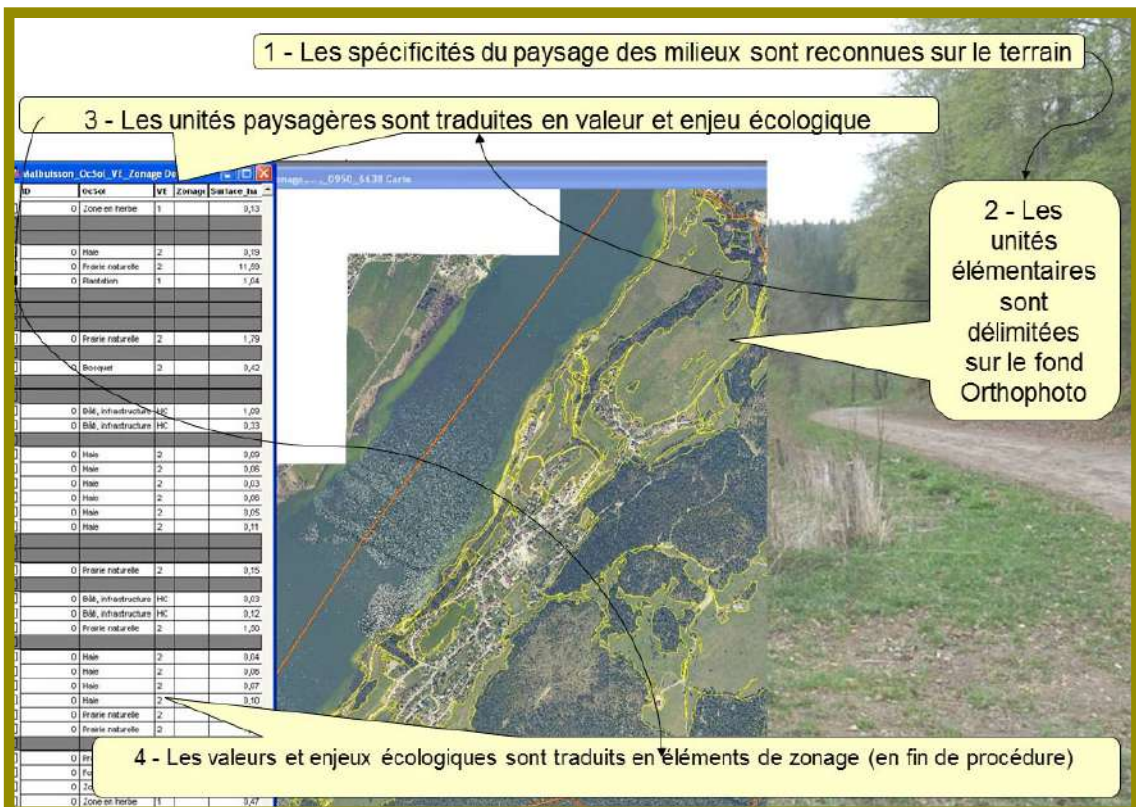 1 - Les spécificités du paysage des milieux sont reconnues sur le terrain
3 - Les unités paysagères sont traduites en valeur et enjeu écologique
2 - Les
unités
élémentaires
sont
délimitées
sur le fond
Orthophoto
Malbuisson_OcSol_VE_Zonage
0950_6638 Carte
ID OcSol VE Zonage Surface_ha
0 Zone en herbe 1 0,13
0 Haie 2 0,19
0 Prairie naturelle 2 11,59
0 Plantation 1 1,04
0 Prairie naturelle 2 1,79
0 Bosquet 2 0,42
0 Bâti, infrastructure HC 1,09
0 Bâti, infrastructure HC 0,33
0 Haie 2 0,09
0 Haie 2 0,06
0 Haie 2 0,03
0 Haie 2 0,06
0 Haie 2 0,05
0 Haie 2 0,11
0 Prairie naturelle 2 0,15
0 Bâti, infrastructure HC 0,03
0 Bâti, infrastructure HC 0,12
0 Prairie naturelle 2 1,50
0 Haie 2 0,04
0 Haie 2 0,06
0 Haie 2 0,07
0 Haie 2 0,10
0 Prairie naturelle 2
0 Prairie naturelle 2
4 - Les valeurs et enjeux écologiques sont traduits en éléments de zonage (en fin de procédure)
0 Zone en herbe 1 0,47